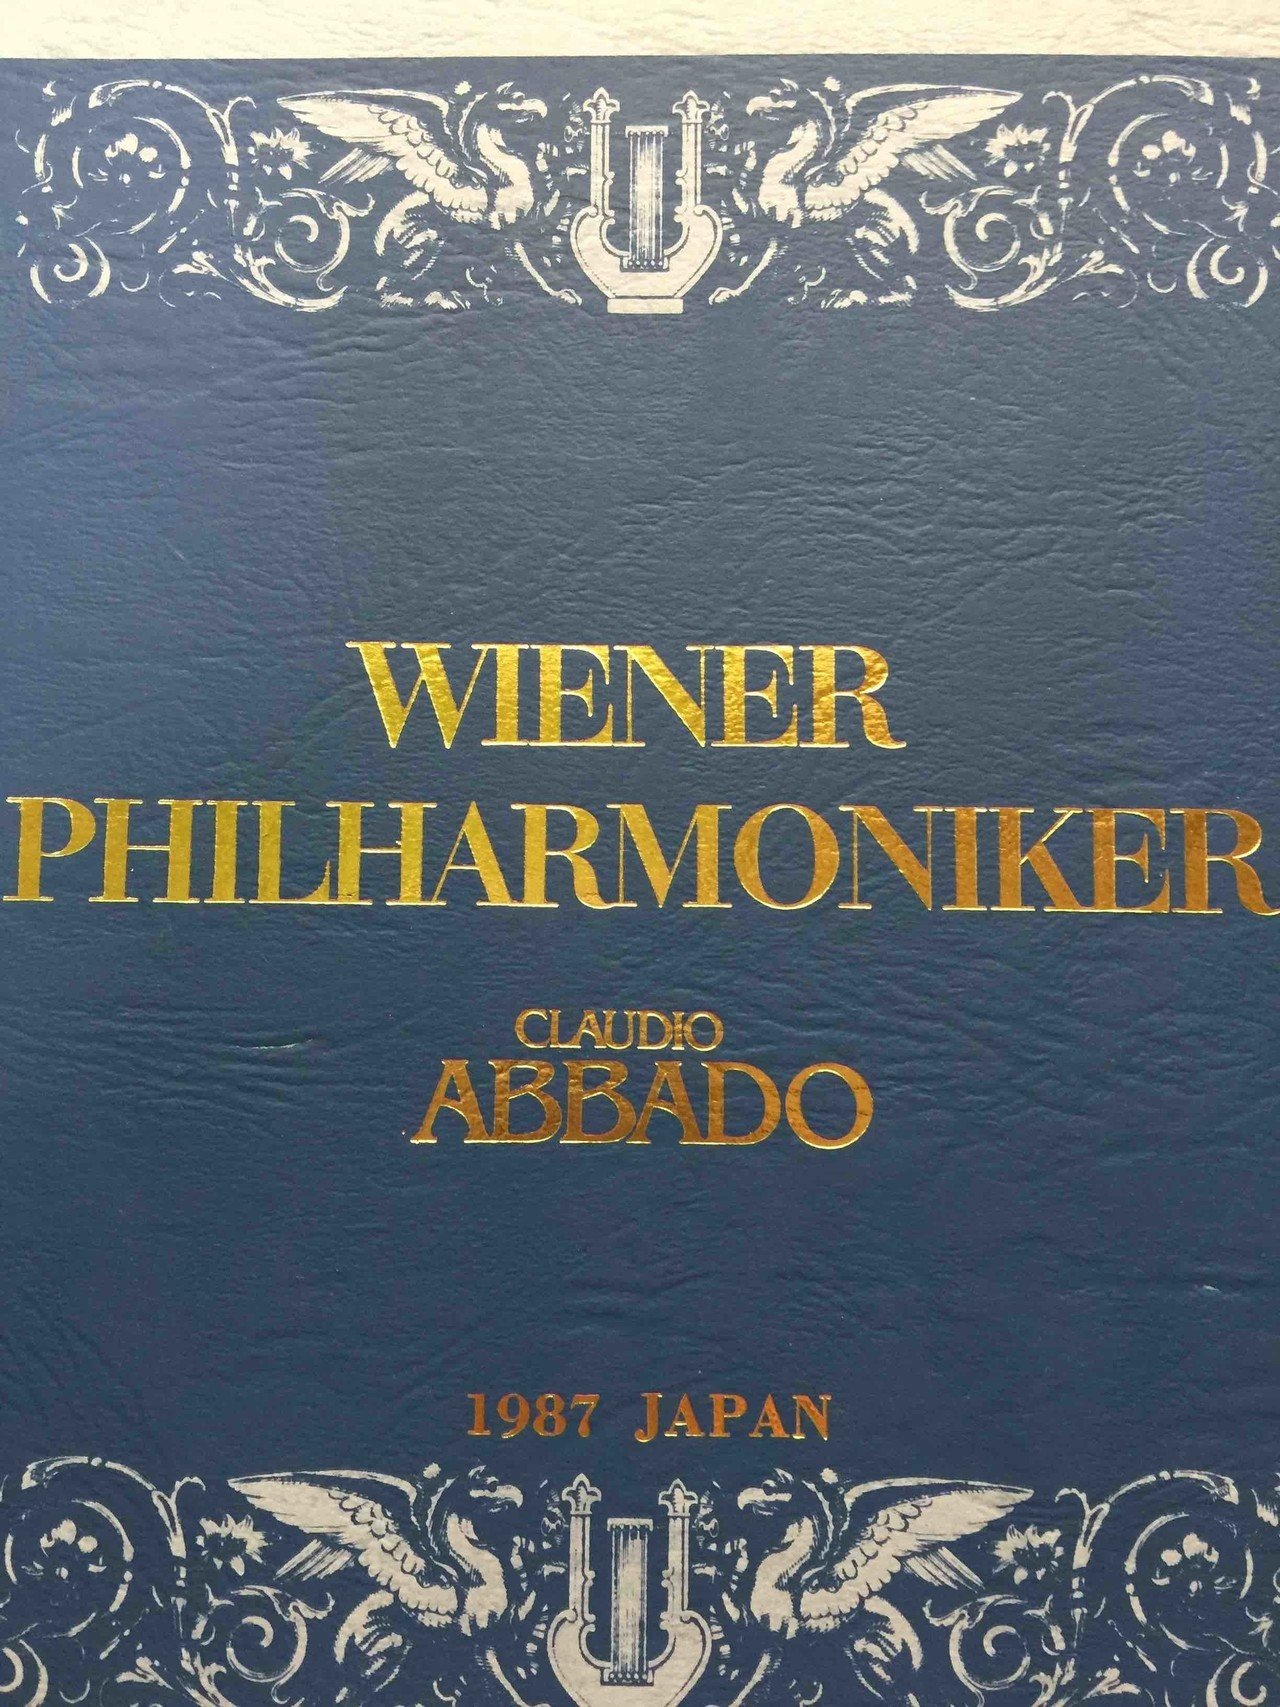 WIENER
PHILHARMONIKER
CLAUDIO
ABBADO
1987 JAPAN